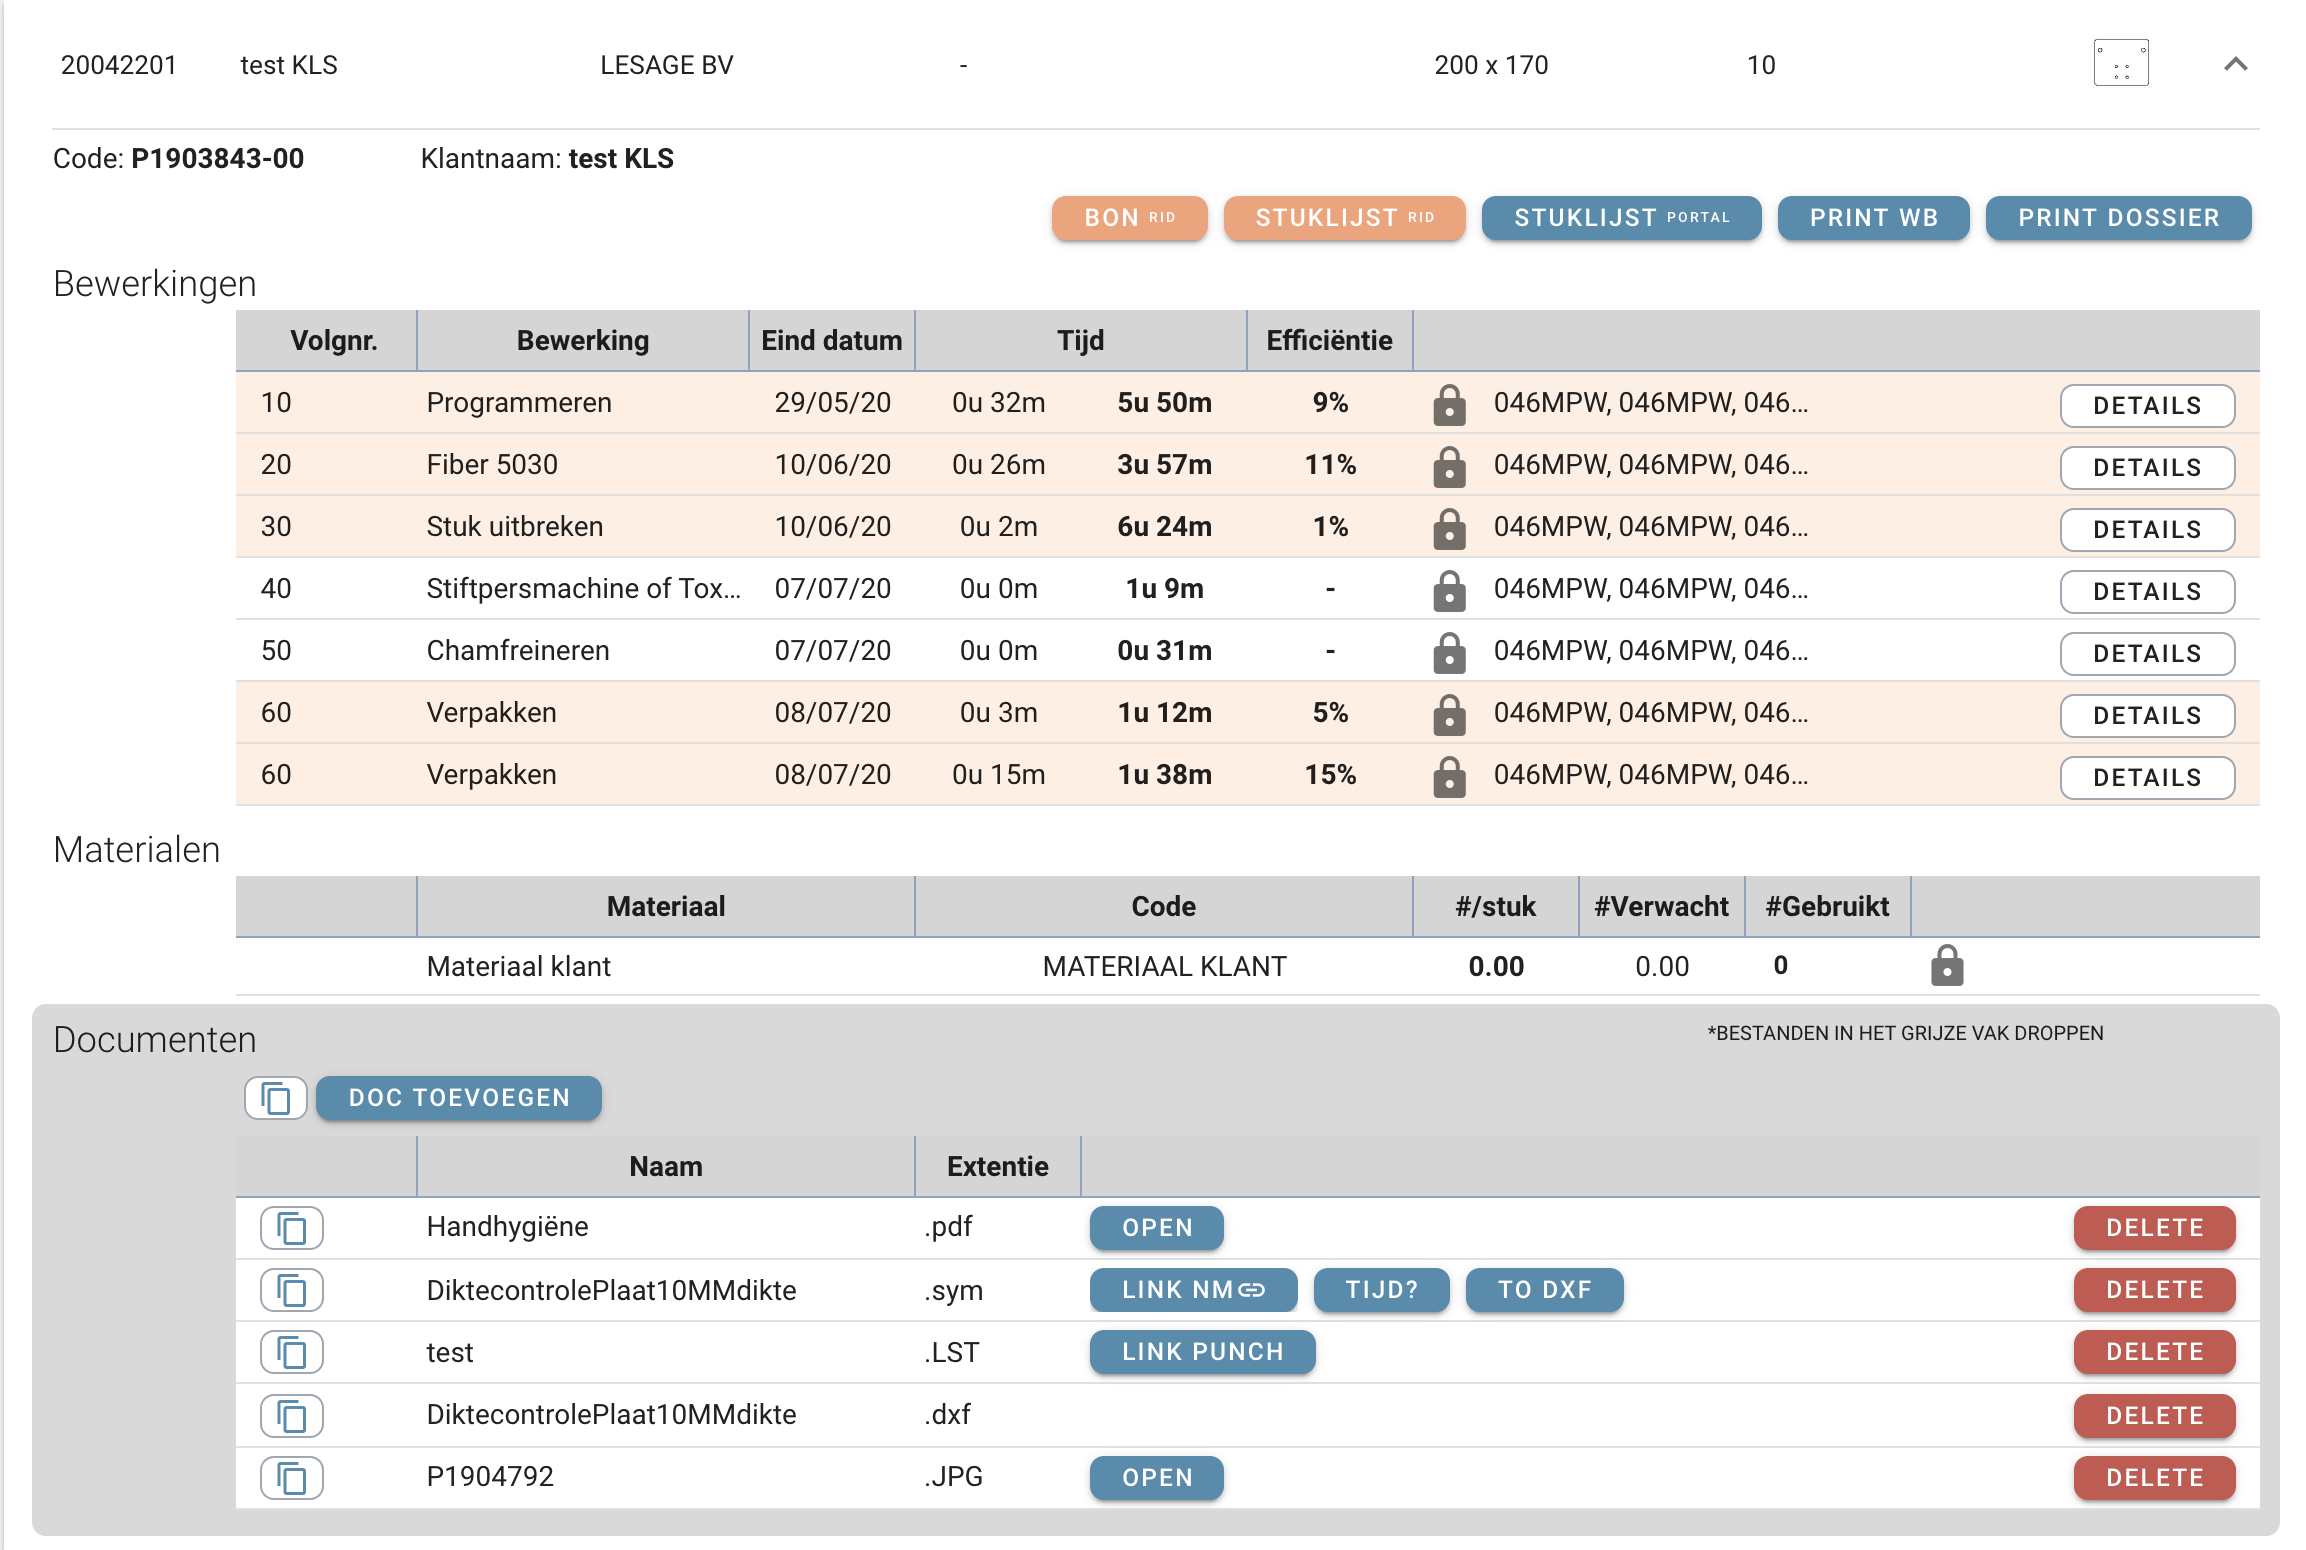 20042201 test KLS LESAGE BV - 200 x 170 10
Code: P1903843-00 Klantnaam: test KLS
BON RID STUKLIJST RID STUKLIJST PORTAL PRINT WB PRINT DOSSIER
Bewerkingen
Volgnr. Bewerking Eind datum Tijd Efficiëntie
10 Programmeren 29/05/20 0u 32m 5u 50m 9% 046MPW, 046MPW, 046... DETAILS
20 Fiber 5030 10/06/20 0u 26m 3u 57m 11% 046MPW, 046MPW, 046... DETAILS
30 Stuk uitbreken 10/06/20 0u 2m 6u 24m 1% 046MPW, 046MPW, 046... DETAILS
40 Stiftpersmachine of Tox... 07/07/20 0u 0m 1u 9m - 046MPW, 046MPW, 046... DETAILS
50 Chamfreineren 07/07/20 0u 0m 0u 31m - 046MPW, 046MPW, 046... DETAILS
60 Verpakken 08/07/20 0u 3m 1u 12m 5% 046MPW, 046MPW, 046... DETAILS
60 Verpakken 08/07/20 0u 15m 1u 38m 15% 046MPW, 046MPW, 046... DETAILS
Materialen
Materiaal Code #/stuk #Verwacht #Gebruikt
Materiaal klant MATERIAAL KLANT 0.00 0.00 0
Documenten *BESTANDEN IN HET GRIJZE VAK DROPPEN
DOC TOEVOEGEN
Naam Extentie
Handhygiëne .pdf OPEN DELETE
DiktecontrolePlaat10MMdikte .sym LINK NM TIJD? TO DXF DELETE
test .LST LINK PUNCH DELETE
DiktecontrolePlaat10MMdikte .dxf DELETE
P1904792 .JPG OPEN DELETE